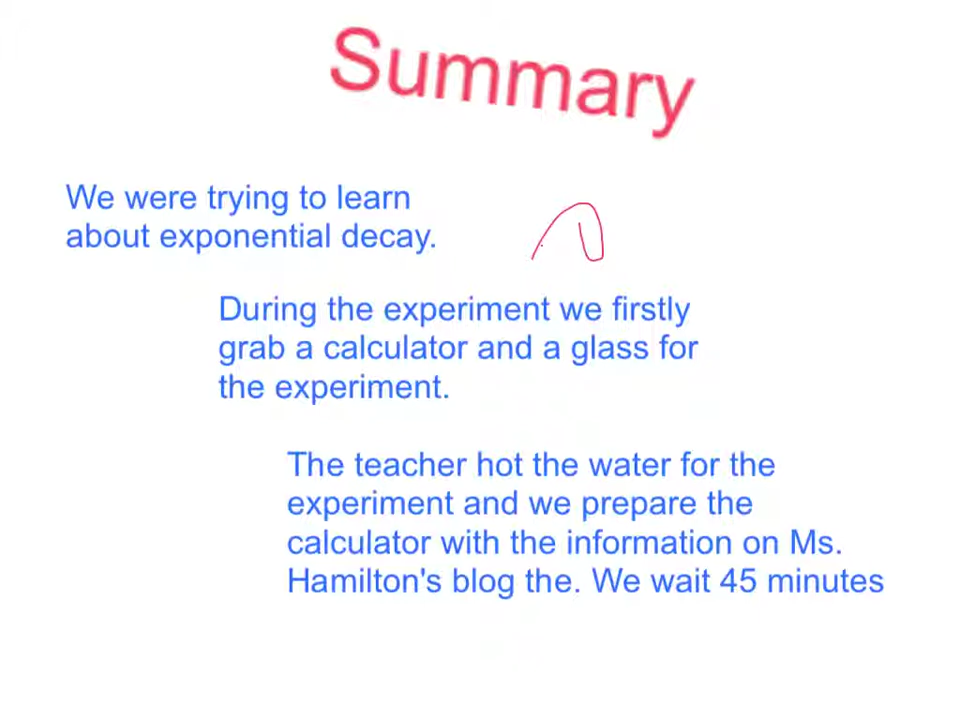 Summary
We were trying to learn
about exponential decay.
During the experiment we firstly
grab a calculator and a glass for
the experiment.
The teacher hot the water for the
experiment and we prepare the
calculator with the information on Ms.
Hamilton's blog the. We wait 45 minutes